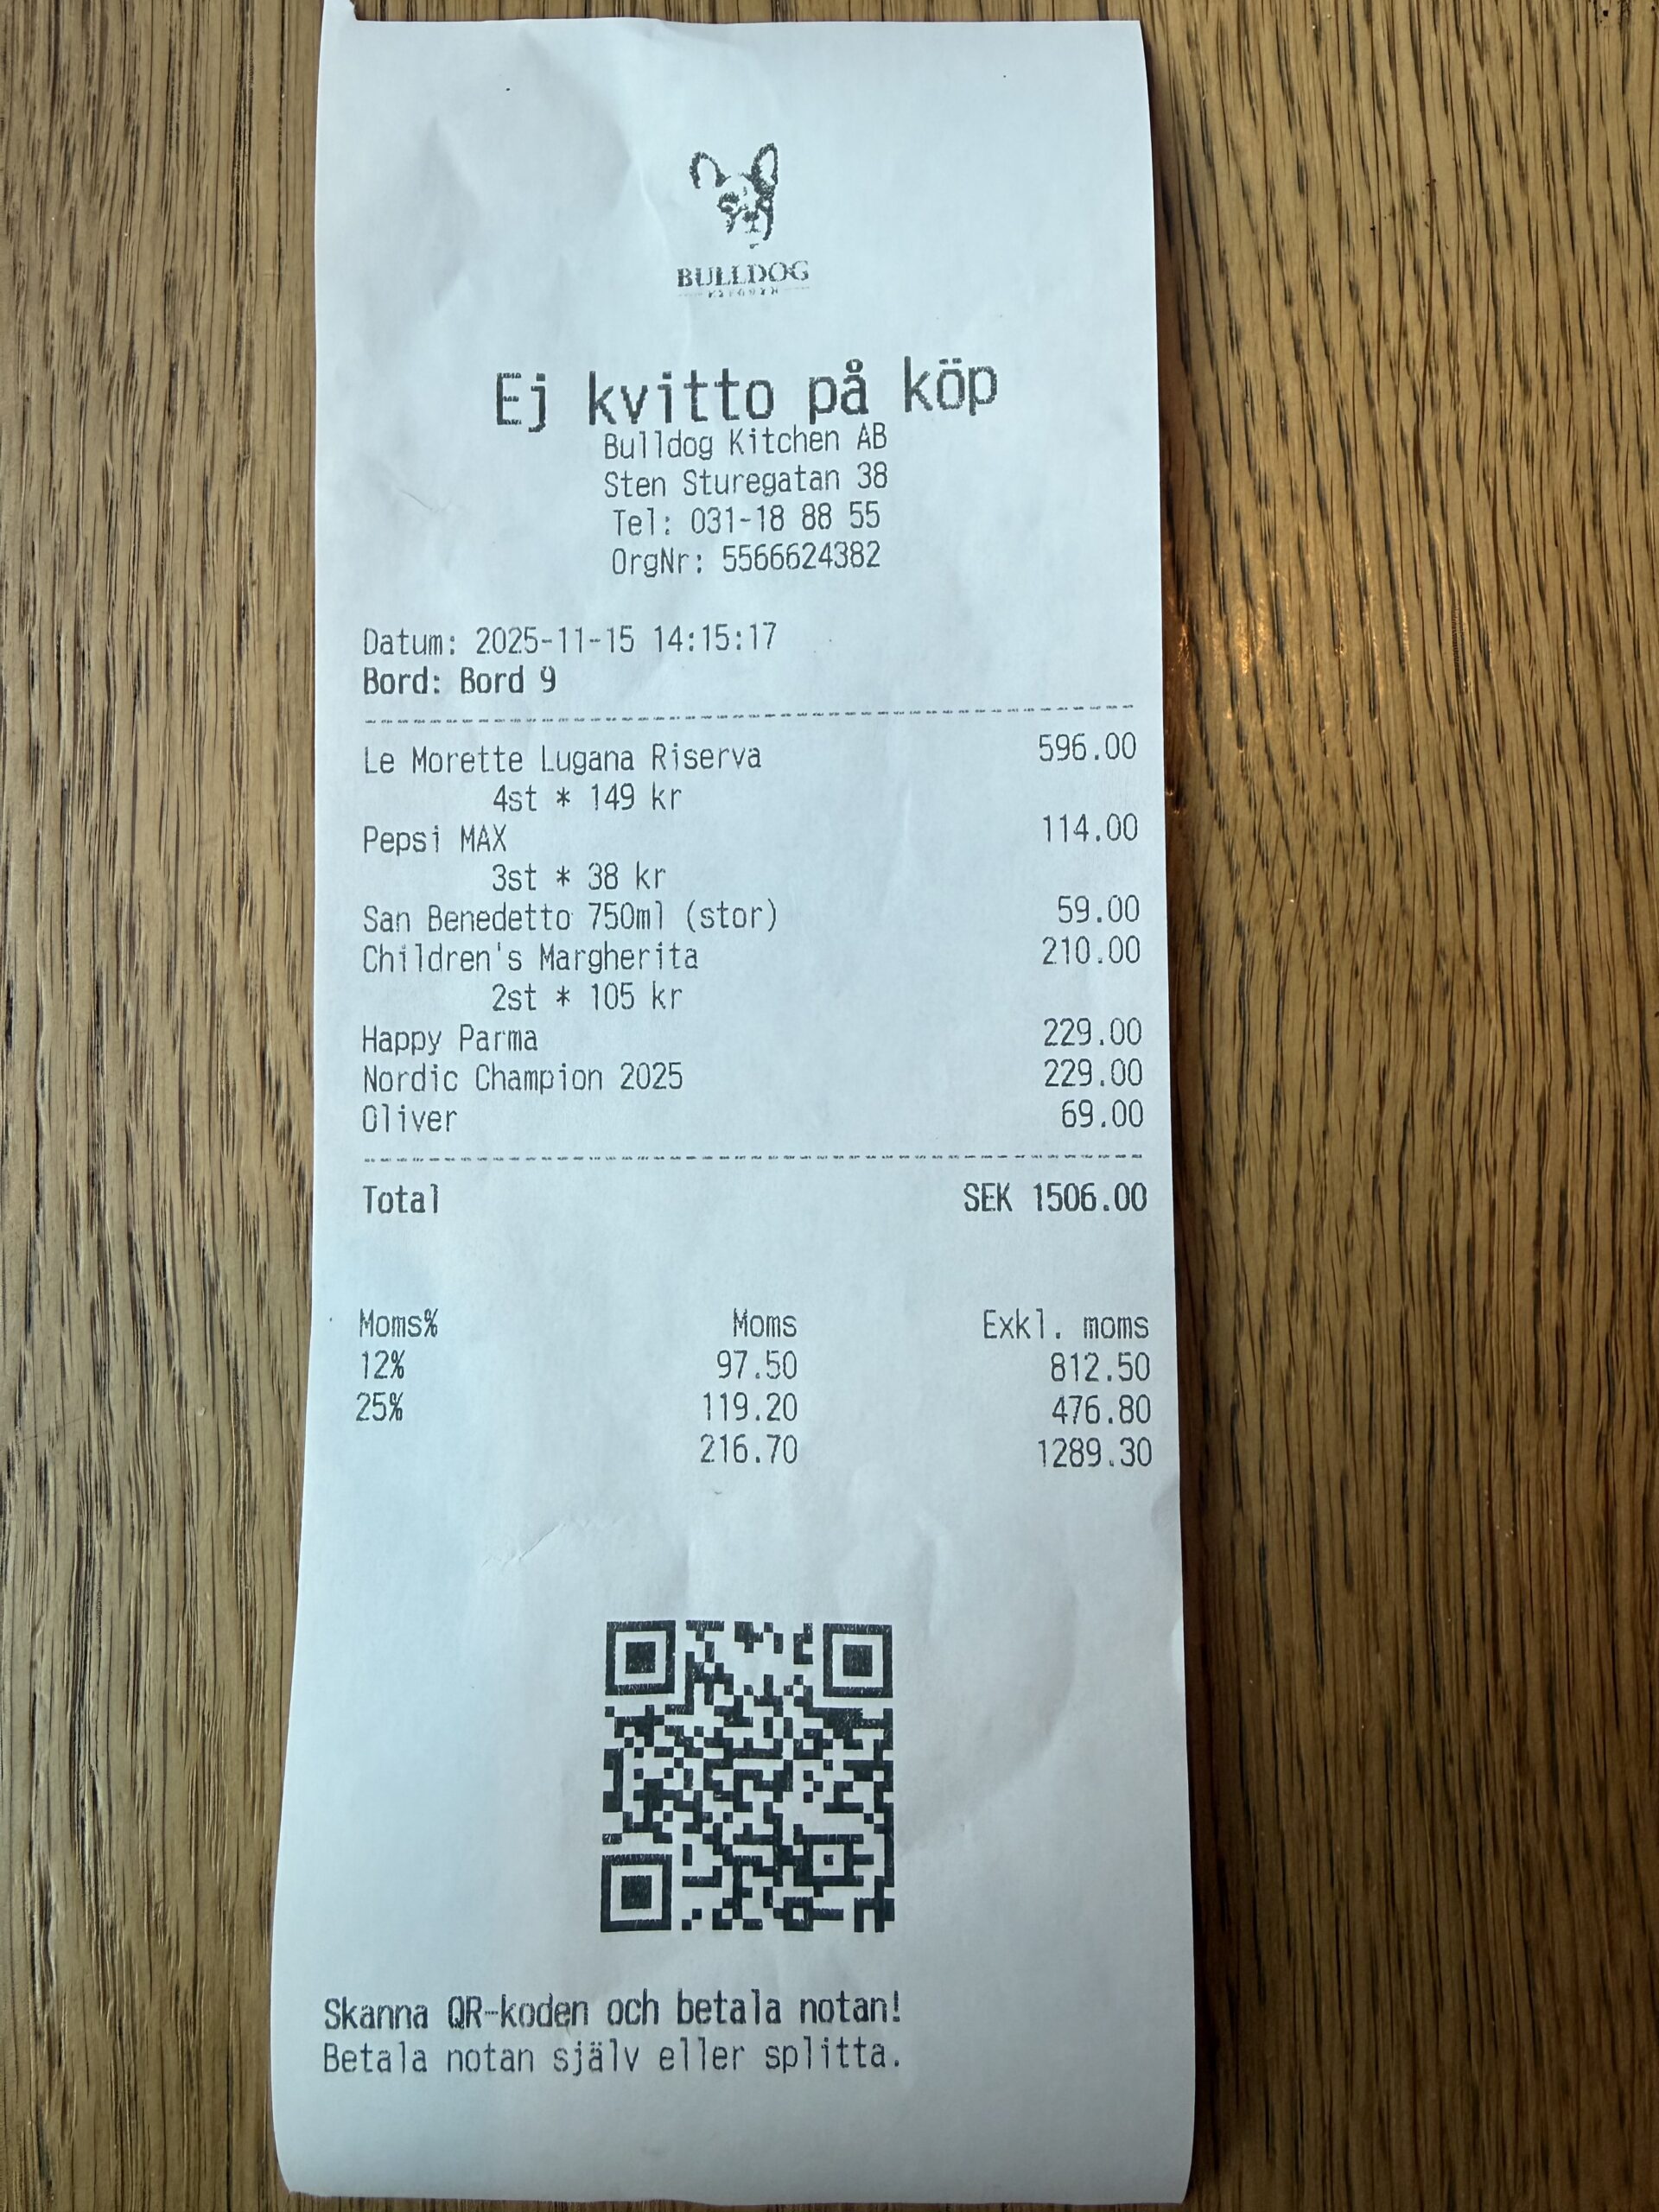 BULLDOG
KITCHEN
Ej kvitto på köp
Bulldog Kitchen AB
Sten Sturegatan 38
Tel: 031-18 88 55
OrgNr: 5566624382
Datum: 2025-11-15 14:15:17
Bord: Bord 9
Le Morette Lugana Riserva 596.00
4st * 149 kr
Pepsi MAX 114.00
3st * 38 kr
San Benedetto 750ml (stor) 59.00
Children's Margherita 210.00
2st * 105 kr
Happy Parma 229.00
Nordic Champion 2025 229.00
Oliver 69.00
Total SEK 1506.00
Moms% Moms Exkl. moms
12% 97.50 812.50
25% 119.20 476.80
216.70 1289.30
Skanna QR-koden och betala notan!
Betala notan själv eller splitta.